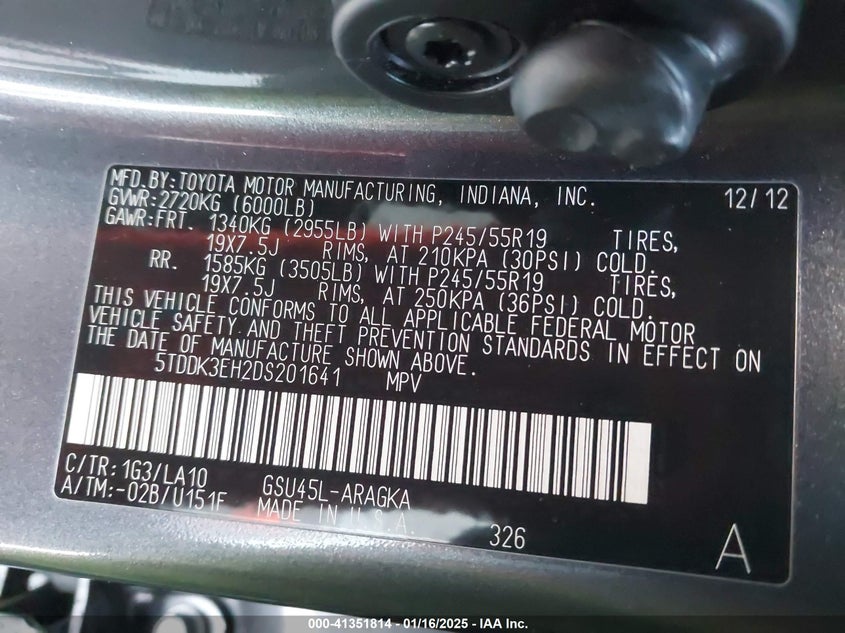 MFD.BY:TOYOTA MOTOR MANUFACTURING, INDIANA, INC. 12/12
GVWR:2720KG (6000LB)
GAWR:FRT. 1340KG (2955LB) WITH P245/55R19 TIRES,
19X7.5J RIMS, AT 210KPA (30PSI) COLD.
RR. 1585KG (3505LB) WITH P245/55R19 TIRES,
19X7.5J RIMS, AT 250KPA (36PSI) COLD.
THIS VEHICLE CONFORMS TO ALL APPLICABLE FEDERAL MOTOR
VEHICLE SAFETY AND THEFT PREVENTION STANDARDS IN EFFECT ON
THE DATE OF MANUFACTURE SHOWN ABOVE.
5TDDK3EH2DS201641 MPV
C/TR:1G3/LA10 GSU45L-ARAGKA
A/TM:-02B/U151F MADE IN U.S.A.
326
A
000-41351814 - 01/16/2025 - IAA Inc.